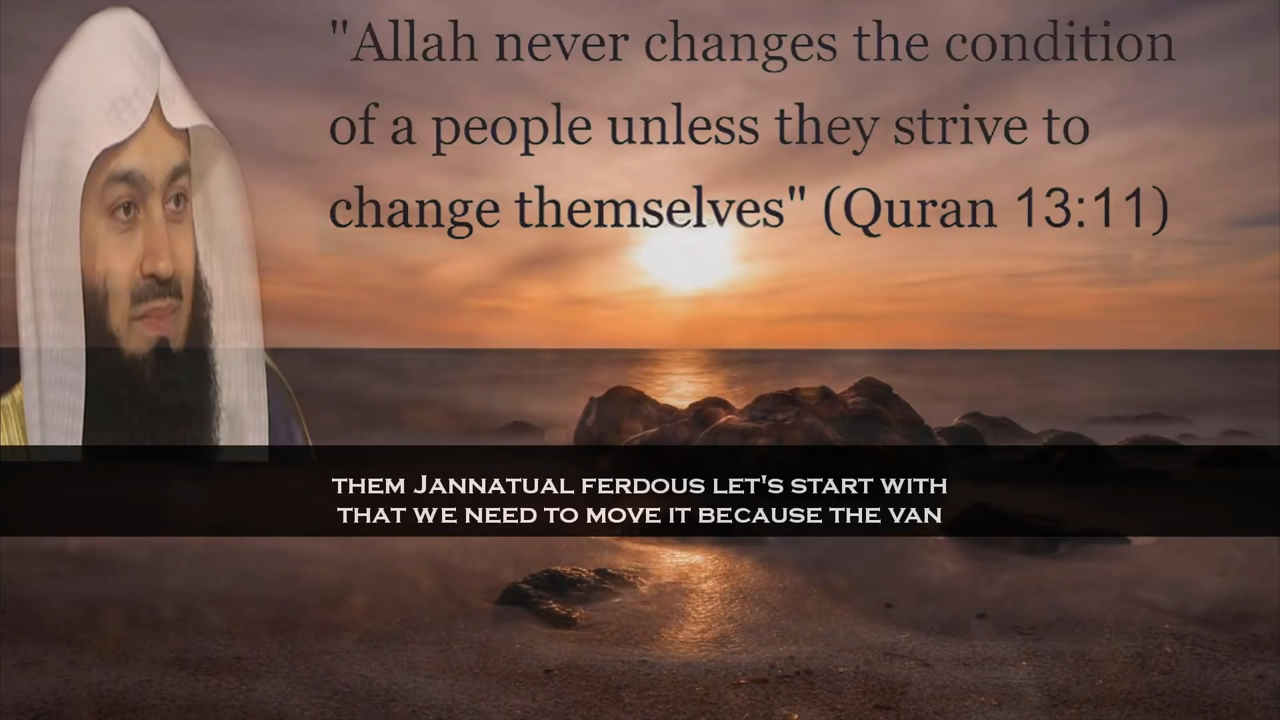 "Allah never changes the condition
of a people unless they strive to
change themselves" (Quran 13:11)
THEM JANNATUAL FERDOUS LET'S START WITH
THAT WE NEED TO MOVE IT BECAUSE THE VAN